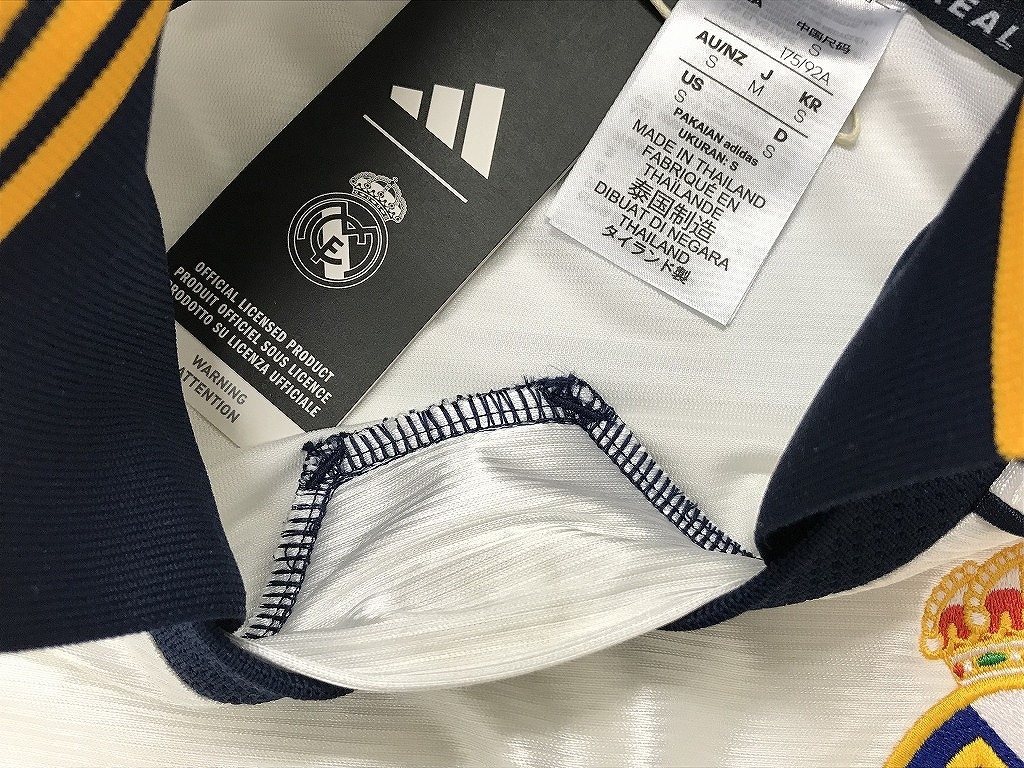 REAL
中国尺码
S
175/92A
AU/NZ
S
J
M
KR
S
US
S
D
S
PAKAIAN adidas
UKURAN: S
MADE IN THAILAND
FABRIQUÉ EN
THAILANDE
泰国制造
DIBUAT DI NEGARA
THAILAND
タイランド製
OFFICIAL LICENSED PRODUCT
PRODUIT OFFICIEL SOUS LICENCE
PRODOTTO SU LICENZA UFFICIALE
WARNING
ATTENTION